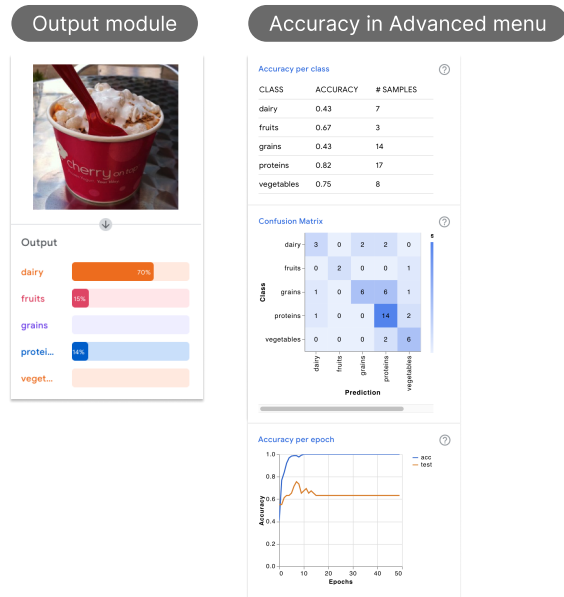 Output module
Accuracy in Advanced menu
cherry on top
Output
dairy
70%
fruits
15%
grains
protei...
14%
veget...
Accuracy per class
CLASS ACCURACY # SAMPLES
dairy 0.43 7
fruits 0.67 3
grains 0.43 14
proteins 0.82 17
vegetables 0.75 8
Confusion Matrix
Class
dairy 3 0 2 2 0
fruits 0 2 0 0 1
grains 1 0 6 6 1
proteins 1 0 0 14 2
vegetables 0 0 0 2 6
dairy fruits grains proteins vegetables
Prediction
Accuracy per epoch
Accuracy
1.0
0.8
0.6
0.4
0.2
0.0
0 10 20 30 40 50
Epochs
acc
test